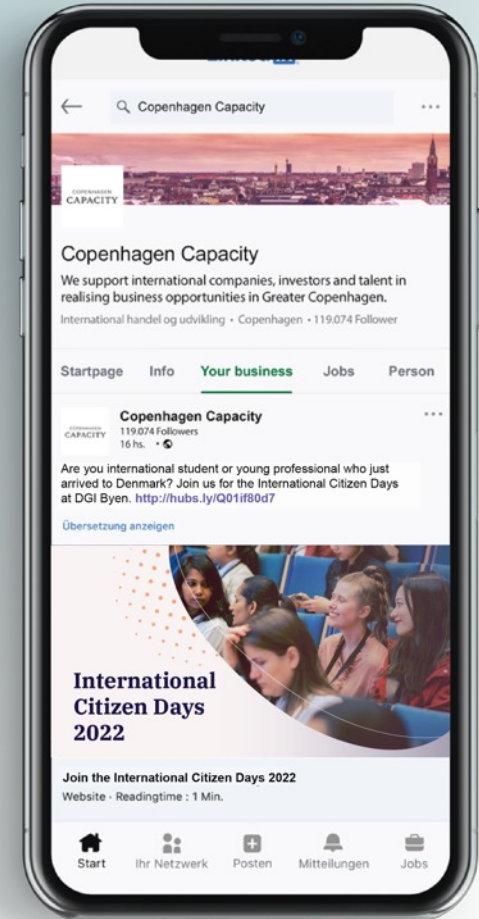 Copenhagen Capacity
COPENHAGEN
CAPACITY
Copenhagen Capacity
We support international companies, investors and talent in
realising business opportunities in Greater Copenhagen.
International handel og udvikling • Copenhagen • 119.074 Follower
Startpage Info Your business Jobs Person
COPENHAGEN
CAPACITY
Copenhagen Capacity
119.074 Followers
16 hs. •
Are you international student or young professional who just
arrived to Denmark? Join us for the International Citizen Days
at DGI Byen. http://hubs.ly/Q01if80d7
Übersetzung anzeigen
International
Citizen Days
2022
Join the International Citizen Days 2022
Website · Readingtime : 1 Min.
Start Ihr Netzwerk Posten Mitteilungen Jobs